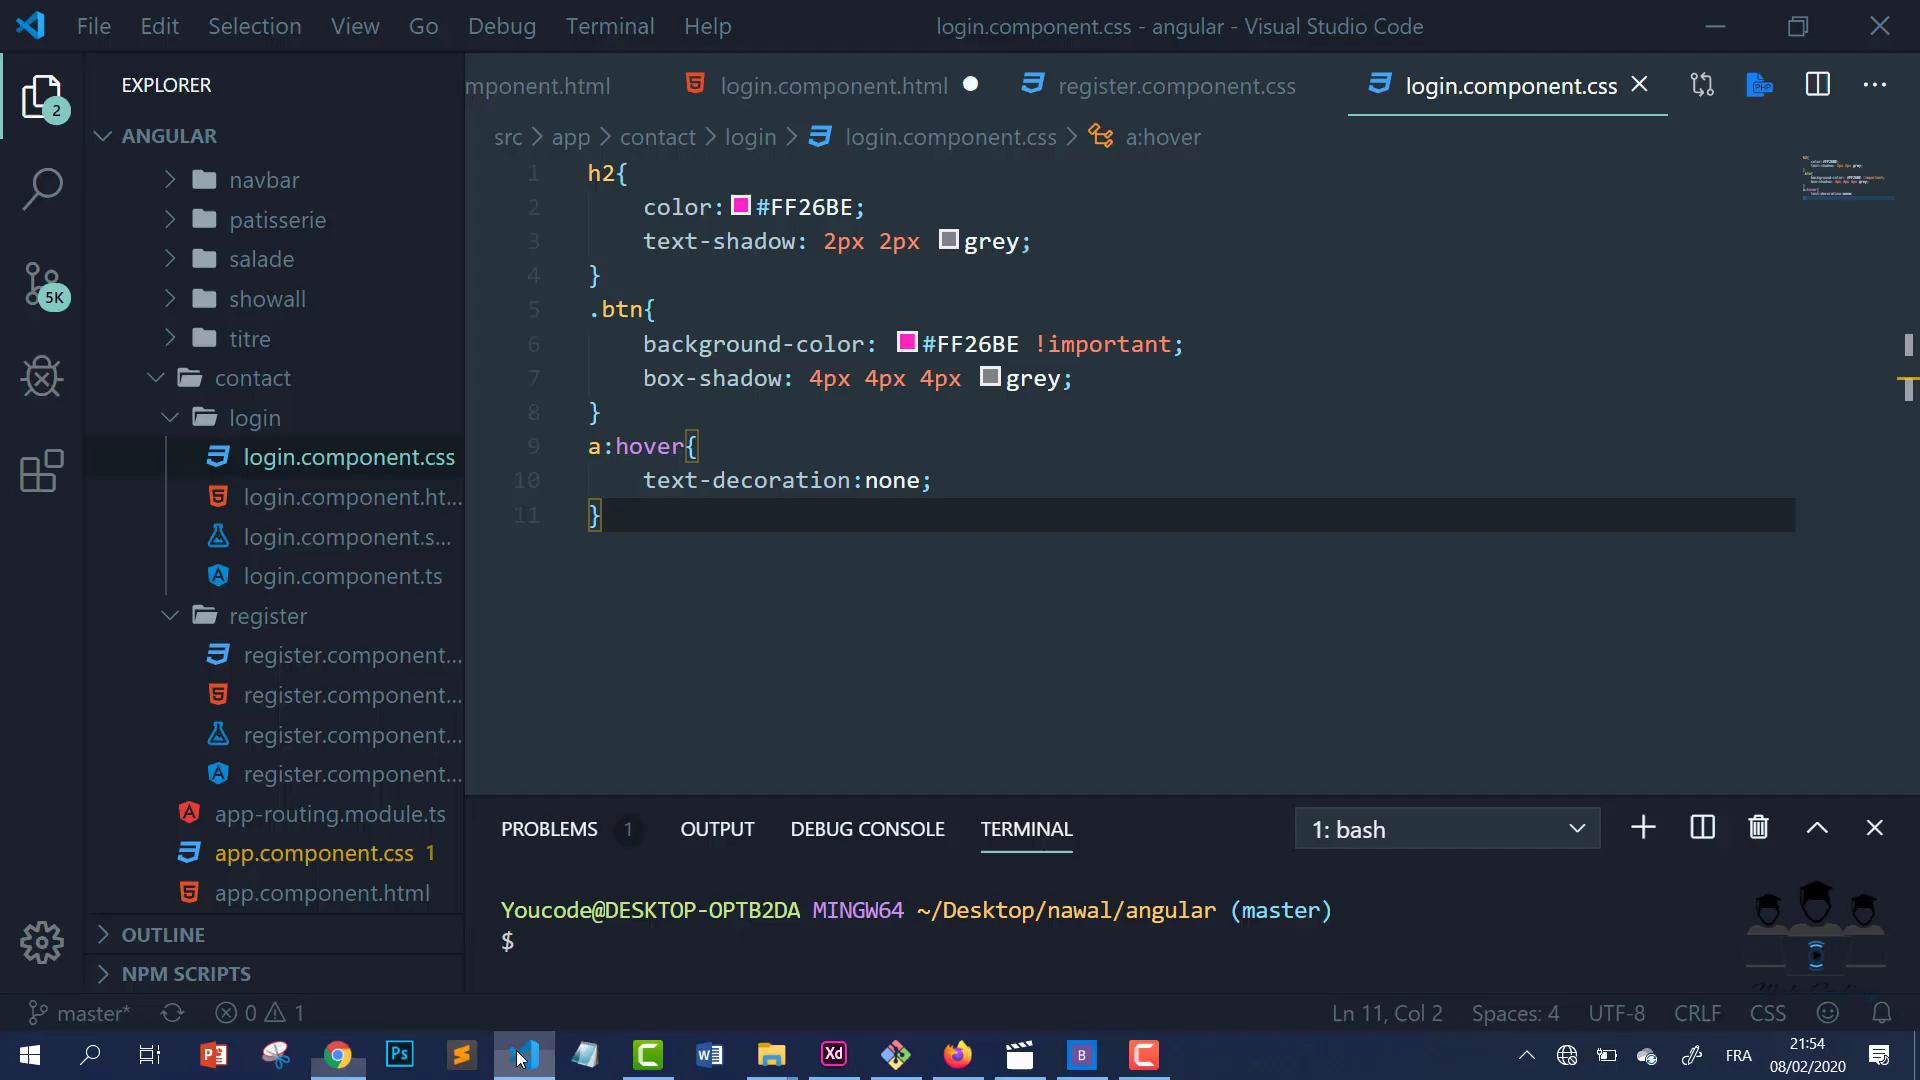 File Edit Selection View Go Debug Terminal Help login.component.css - angular - Visual Studio Code
EXPLORER
mponent.html login.component.html register.component.css login.component.css
2
ANGULAR
src > app > contact > login > login.component.css > a:hover
navbar
patisserie
salade
showall
titre
contact
login
login.component.css
login.component.ht...
login.component.s...
login.component.ts
register
register.component...
register.component...
register.component...
register.component...
app-routing.module.ts
app.component.css 1
app.component.html
OUTLINE
NPM SCRIPTS
5K
1 h2{
2 color: #FF26BE;
3 text-shadow: 2px 2px grey;
4 }
5 .btn{
6 background-color: #FF26BE !important;
7 box-shadow: 4px 4px 4px grey;
8 }
9 a:hover{
10 text-decoration:none;
11 }
PROBLEMS 1 OUTPUT DEBUG CONSOLE TERMINAL 1: bash
Youcode@DESKTOP-OPTB2DA MINGW64 ~/Desktop/nawal/angular (master)
$
master* 0 1 Ln 11, Col 2 Spaces: 4 UTF-8 CRLF CSS
Ps Xd B FRA 21:54
08/02/2020